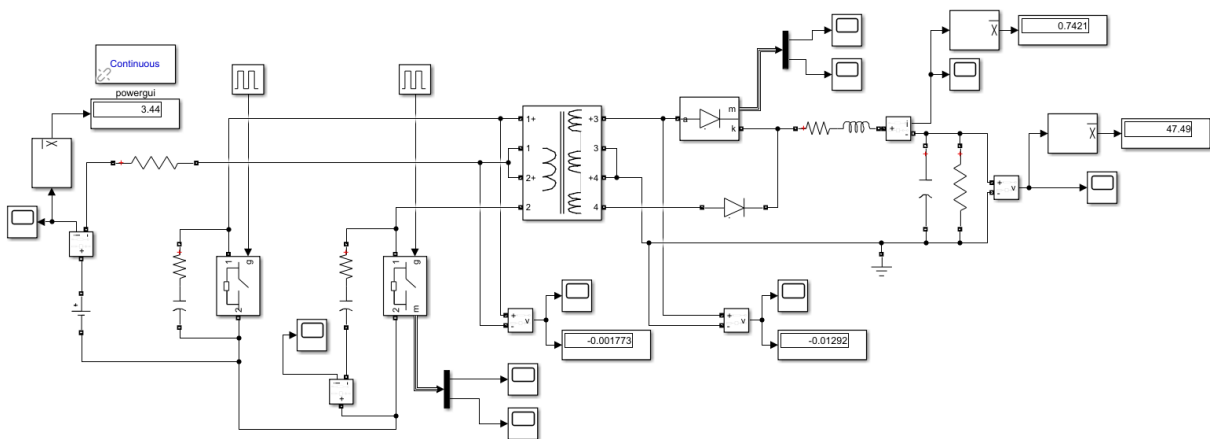 0.7421
Continuous
powergui
3.44
47.49
m
a
k
g
g
1+
1
2+
2
+3
3
+4
4
+
i
-
+
-
v
1
2
1
2
m
i
+
i
+
+
-
v
+
-
v
-0.001773
-0.01292